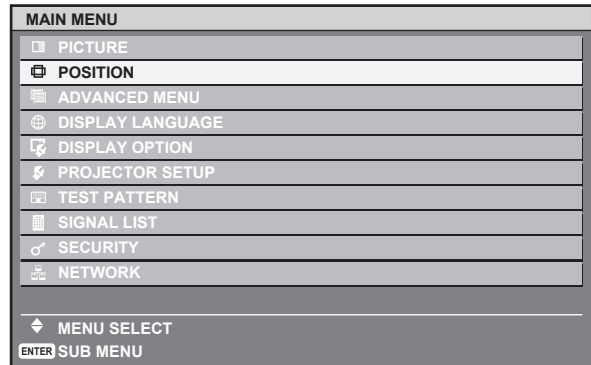 MAIN MENU
PICTURE
POSITION
ADVANCED MENU
DISPLAY LANGUAGE
DISPLAY OPTION
PROJECTOR SETUP
TEST PATTERN
SIGNAL LIST
SECURITY
NETWORK
MENU SELECT
ENTER SUB MENU